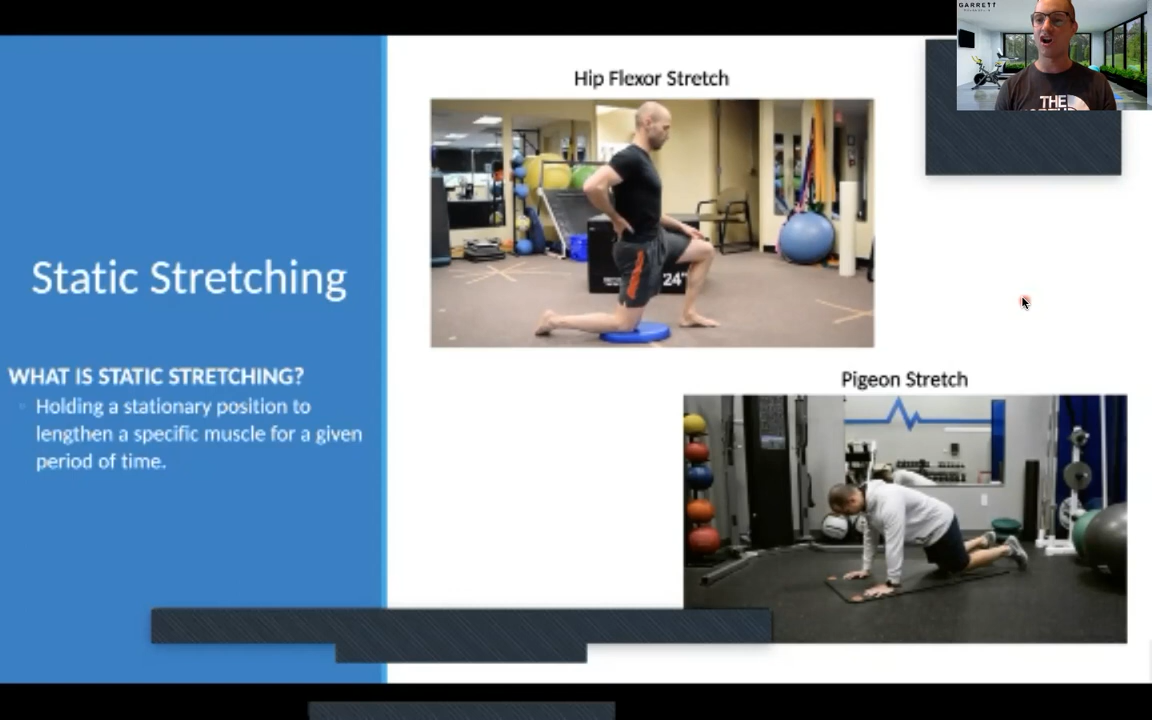 GARRETT
THE
Hip Flexor Stretch
24"
Static Stretching
WHAT IS STATIC STRETCHING?
Holding a stationary position to
lengthen a specific muscle for a given
period of time.
Pigeon Stretch